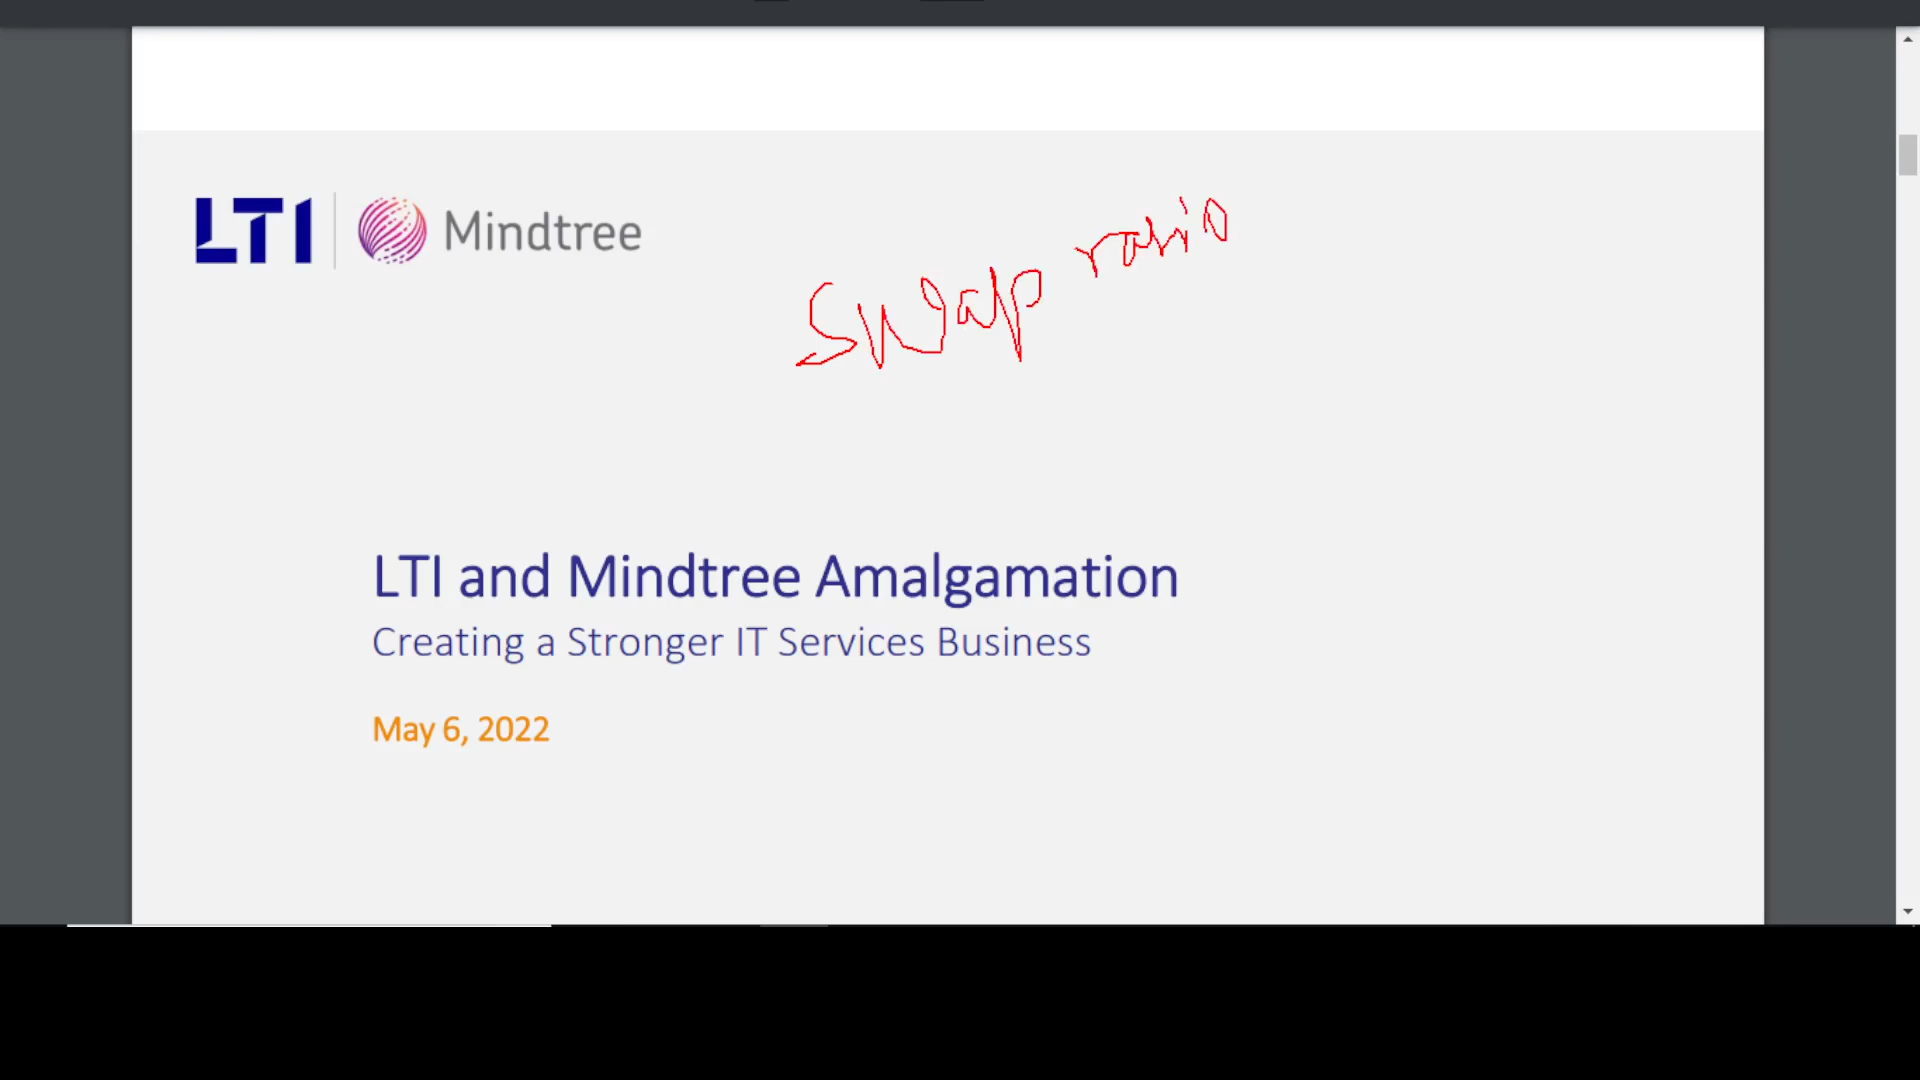 LTI Mindtree
swap ratio
LTI and Mindtree Amalgamation
Creating a Stronger IT Services Business
May 6, 2022